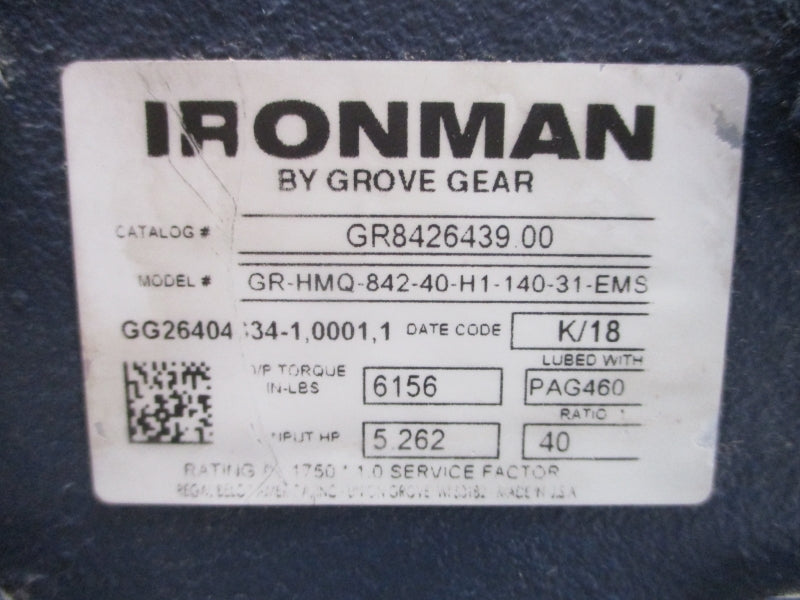 IRONMAN
BY GROVE GEAR
CATALOG # GR8426439.00
MODEL # GR-HMQ-842-40-H1-140-31-EMS
GG26404 34-1,0001,1 DATE CODE K/18
TORQUE IN-LBS 6156 LUBED WITH PAG460
INPUT HP 5.262 RATIO 40
RATING 1750 1.0 SERVICE FACTOR
REGAL GROVE MADE IN U.S.A